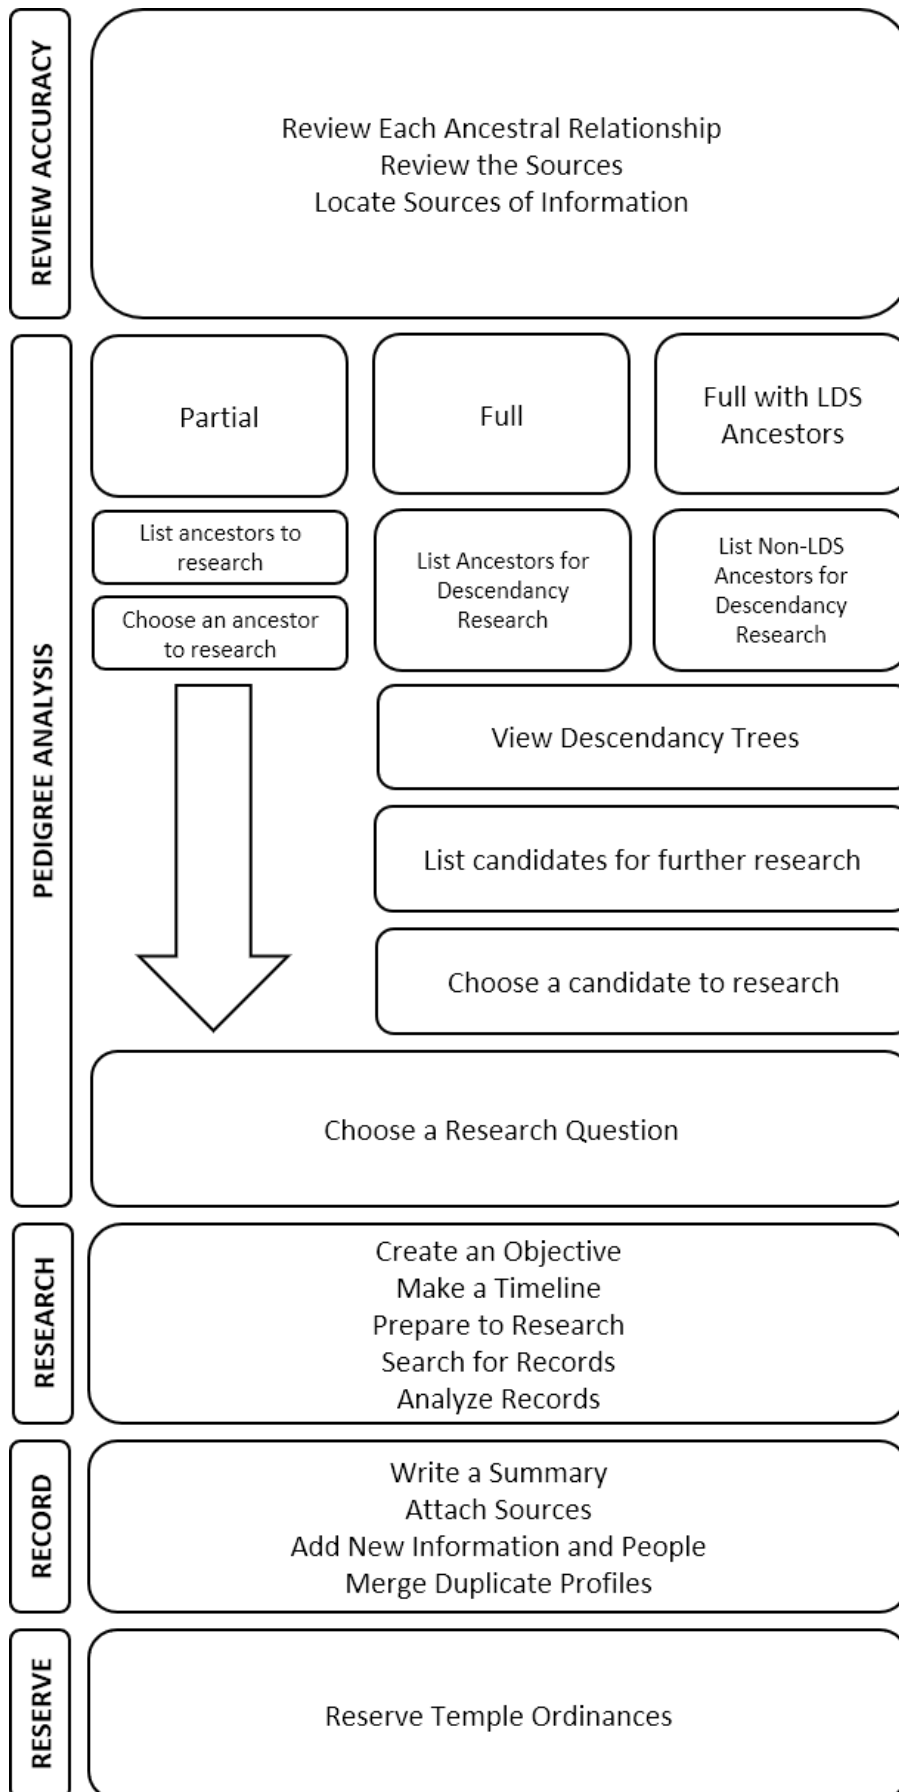 REVIEW ACCURACY
Review Each Ancestral Relationship
Review the Sources
Locate Sources of Information
PEDIGREE ANALYSIS
Partial
Full
Full with LDS
Ancestors
List ancestors to
research
Choose an ancestor
to research
List Ancestors for
Descendancy
Research
List Non-LDS
Ancestors for
Descendancy
Research
View Descendancy Trees
List candidates for further research
Choose a candidate to research
Choose a Research Question
RESEARCH
Create an Objective
Make a Timeline
Prepare to Research
Search for Records
Analyze Records
RECORD
Write a Summary
Attach Sources
Add New Information and People
Merge Duplicate Profiles
RESERVE
Reserve Temple Ordinances